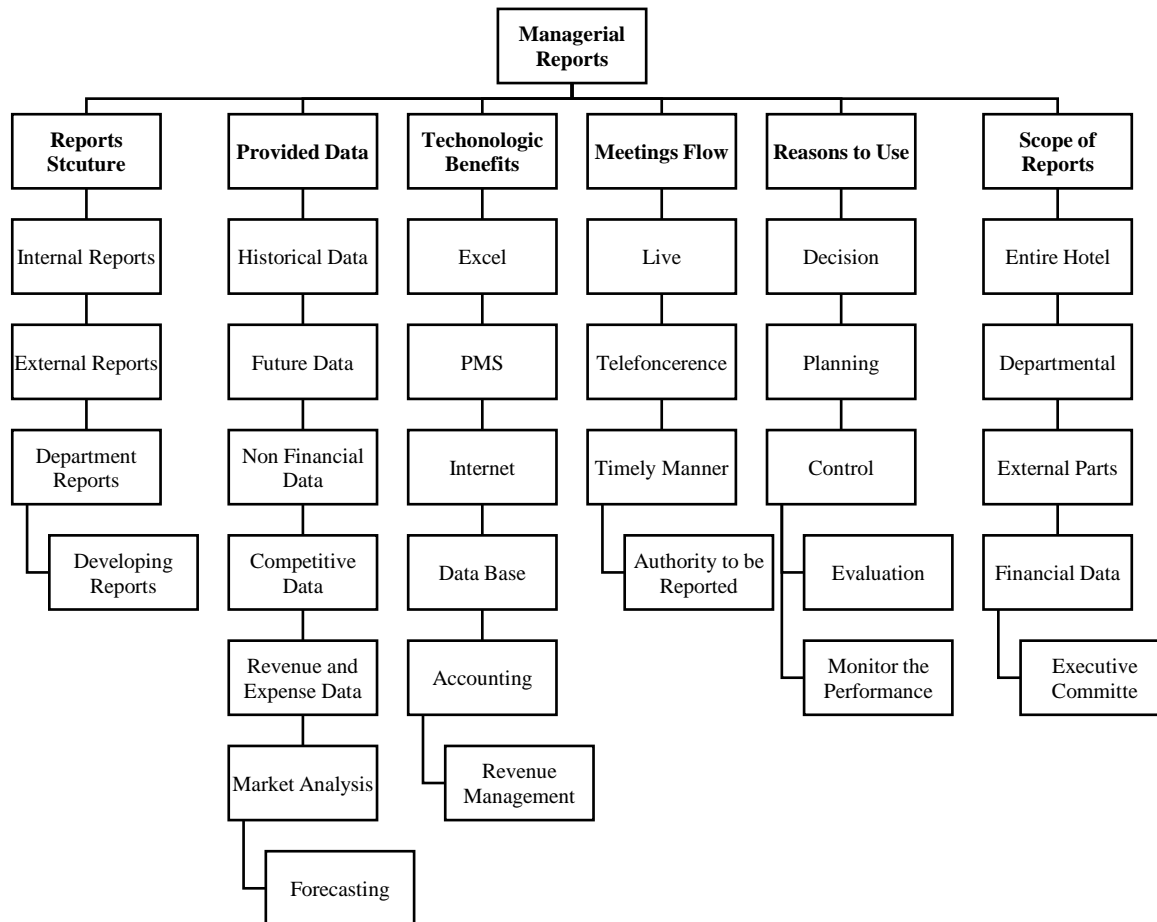 Managerial
Reports
Reports
Stcuture
Internal Reports
External Reports
Department
Reports
Developing
Reports
Provided Data
Historical Data
Future Data
Non Financial
Data
Competitive
Data
Revenue and
Expense Data
Market Analysis
Forecasting
Techonologic
Benefits
Excel
PMS
Internet
Data Base
Accounting
Revenue
Management
Meetings Flow
Live
Telefoncerence
Timely Manner
Authority to be
Reported
Reasons to Use
Decision
Planning
Control
Evaluation
Monitor the
Performance
Scope of
Reports
Entire Hotel
Departmental
External Parts
Financial Data
Executive
Committe